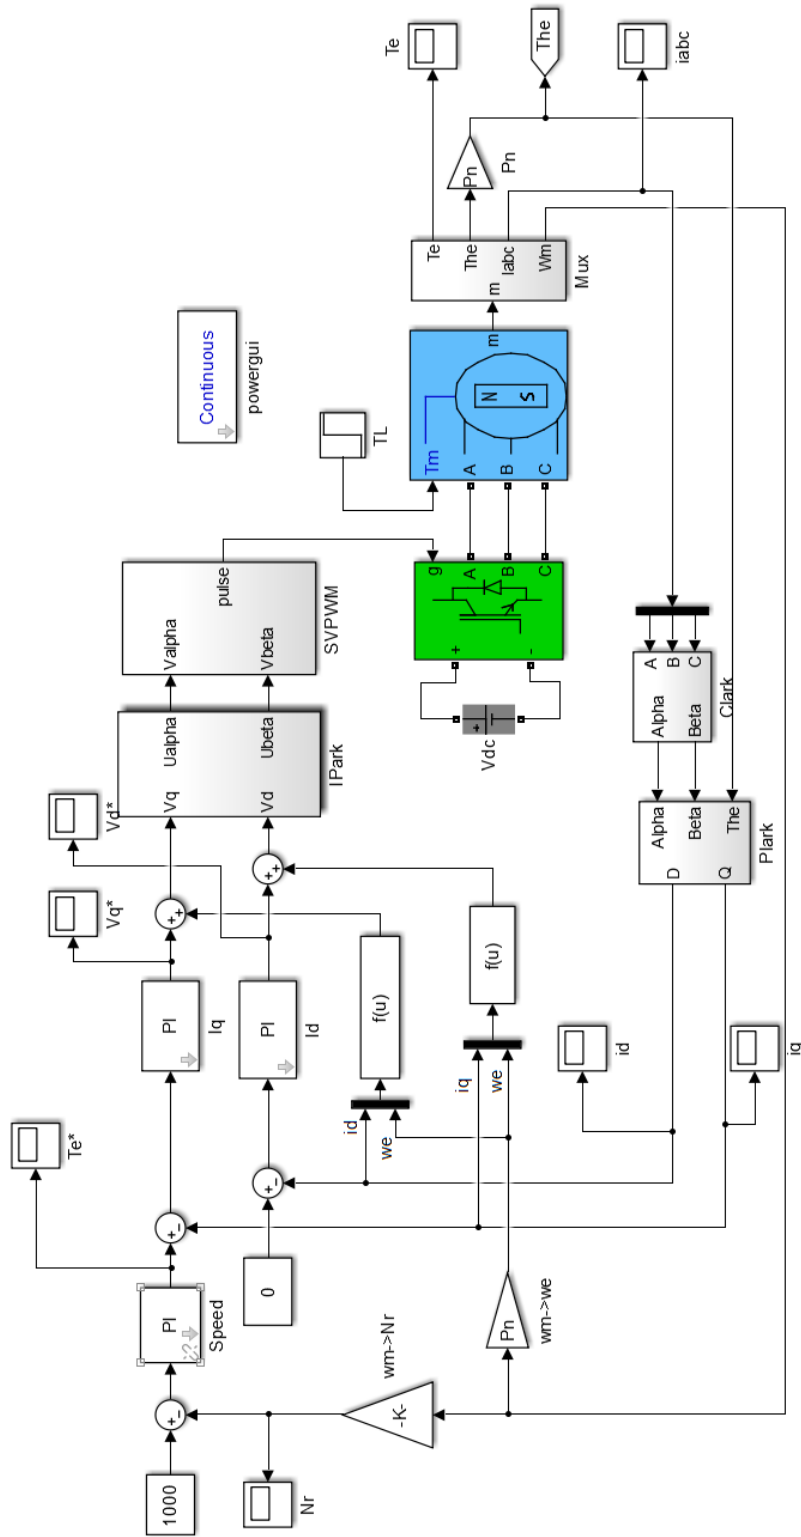 1000
+
-
Nr
PI
Speed
Te*
+
-
PI
Iq
Vq*
+
+
Vd*
0
+
-
PI
Id
+
+
Vq
Vd
Ualpha
Ubeta
IPark
Valpha
Vbeta
pulse
SVPWM
Continuous
powergui
-K-
wm->Nr
Pn
wm->we
id
we
f(u)
iq
we
f(u)
+
Vdc
+
-
g
A
B
C
TL
Tm
A
B
C
N
S
m
m
Te
The
Iabc
Wm
Mux
Te
Pn
Pn
The
iabc
id
iq
D
Q
Alpha
Beta
The
Plark
Alpha
Beta
A
B
C
Clark